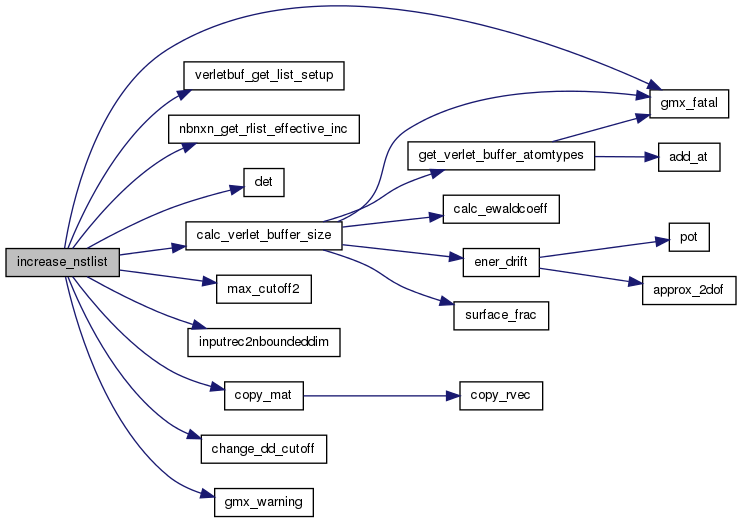 verletbuf_get_list_setup
gmx_fatal
nbnxn_get_rlist_effective_inc
get_verlet_buffer_atomtypes
add_at
det
calc_ewaldcoeff
calc_verlet_buffer_size
pot
increase_nstlist
ener_drift
max_cutoff2
approx_2dof
surface_frac
inputrec2nboundeddim
copy_mat
copy_rvec
change_dd_cutoff
gmx_warning